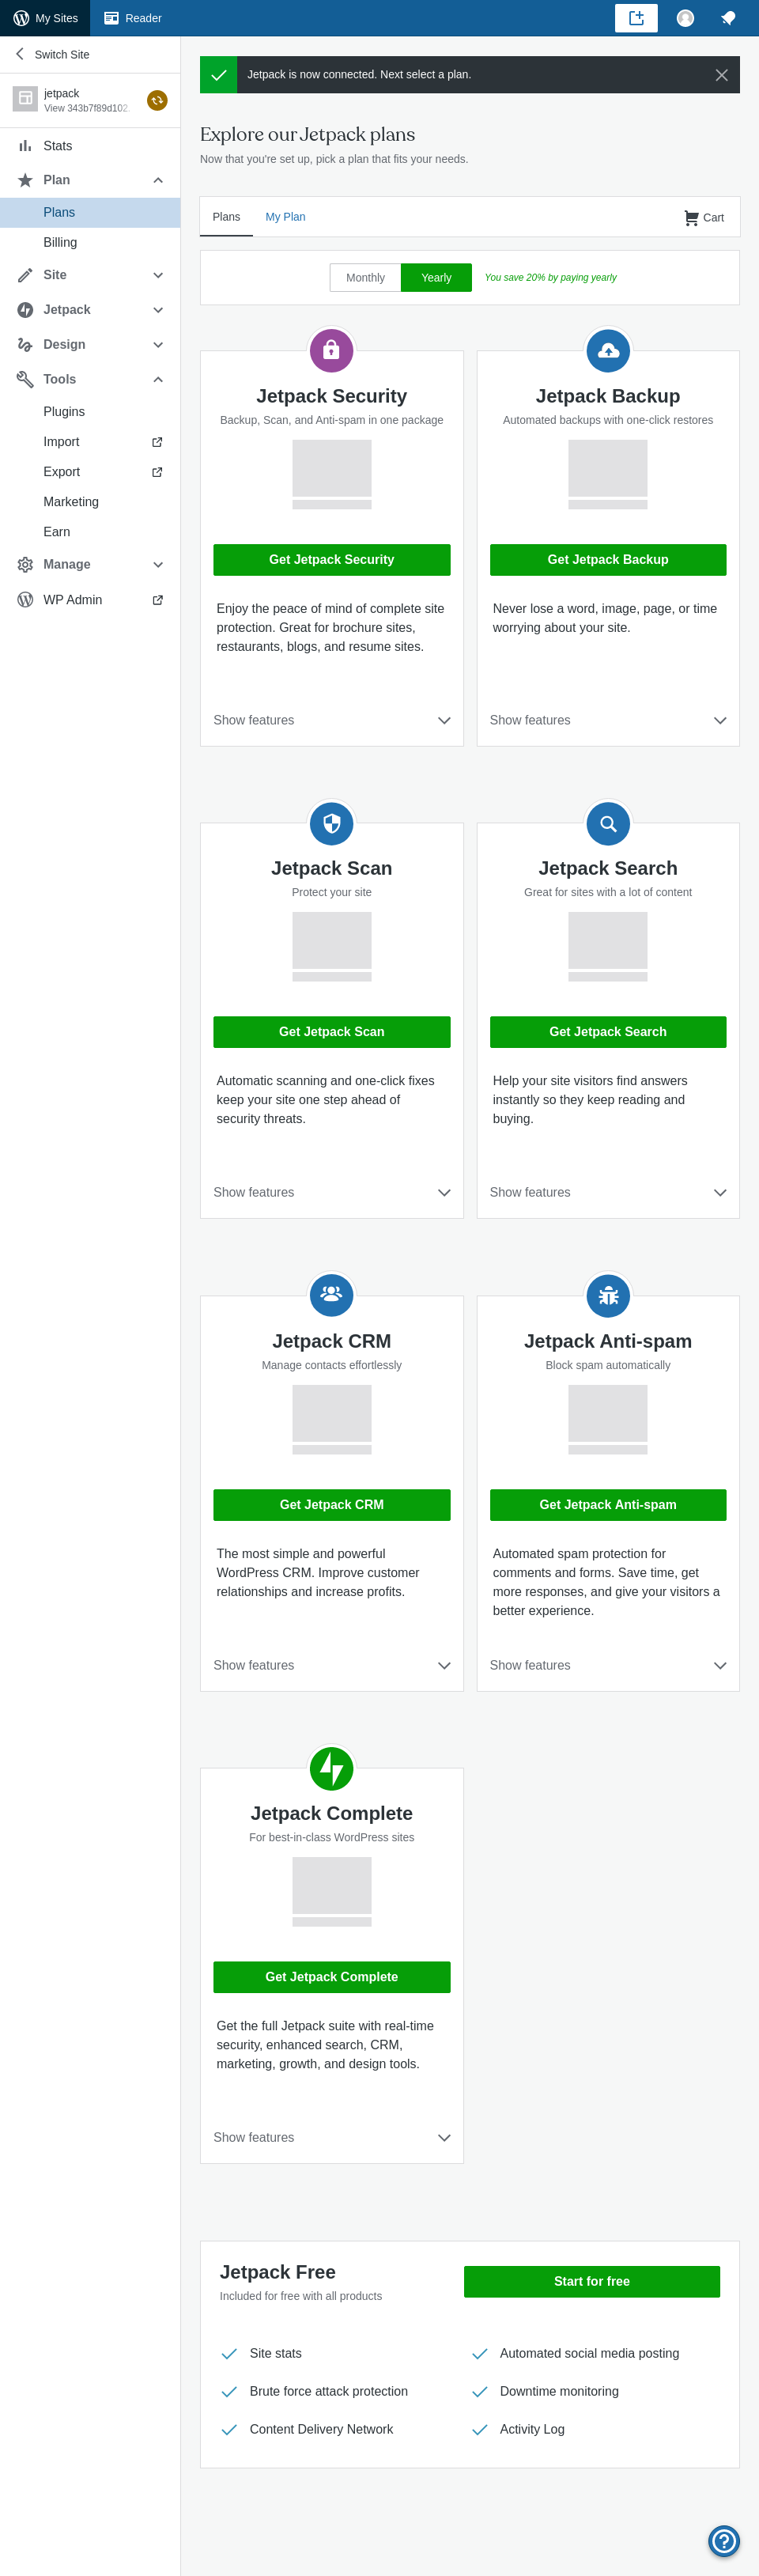 My Sites
Reader
Switch Site
jetpack
View 343b7f89d102
Stats
Plan
Plans
Billing
Site
Jetpack
Design
Tools
Plugins
Import
Export
Marketing
Earn
Manage
WP Admin
Jetpack is now connected. Next select a plan.
Explore our Jetpack plans
Now that you're set up, pick a plan that fits your needs.
Plans
My Plan
Cart
Monthly
Yearly
You save 20% by paying yearly
Jetpack Security
Backup, Scan, and Anti-spam in one package
Get Jetpack Security
Enjoy the peace of mind of complete site
protection. Great for brochure sites,
restaurants, blogs, and resume sites.
Show features
Jetpack Backup
Automated backups with one-click restores
Get Jetpack Backup
Never lose a word, image, page, or time
worrying about your site.
Show features
Jetpack Scan
Protect your site
Get Jetpack Scan
Automatic scanning and one-click fixes
keep your site one step ahead of
security threats.
Show features
Jetpack Search
Great for sites with a lot of content
Get Jetpack Search
Help your site visitors find answers
instantly so they keep reading and
buying.
Show features
Jetpack CRM
Manage contacts effortlessly
Get Jetpack CRM
The most simple and powerful
WordPress CRM. Improve customer
relationships and increase profits.
Show features
Jetpack Anti-spam
Block spam automatically
Get Jetpack Anti-spam
Automated spam protection for
comments and forms. Save time, get
more responses, and give your visitors a
better experience.
Show features
Jetpack Complete
For best-in-class WordPress sites
Get Jetpack Complete
Get the full Jetpack suite with real-time
security, enhanced search, CRM,
marketing, growth, and design tools.
Show features
Jetpack Free
Included for free with all products
Start for free
Site stats
Automated social media posting
Brute force attack protection
Downtime monitoring
Content Delivery Network
Activity Log